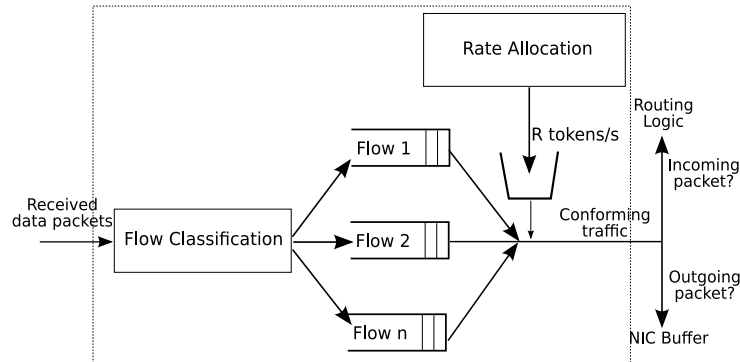 Rate Allocation
R tokens/s
Routing
Logic
Incoming
packet?
Flow 1
Received
data packets
Flow Classification
Flow 2
Conforming
traffic
Outgoing
packet?
Flow n
NIC Buffer